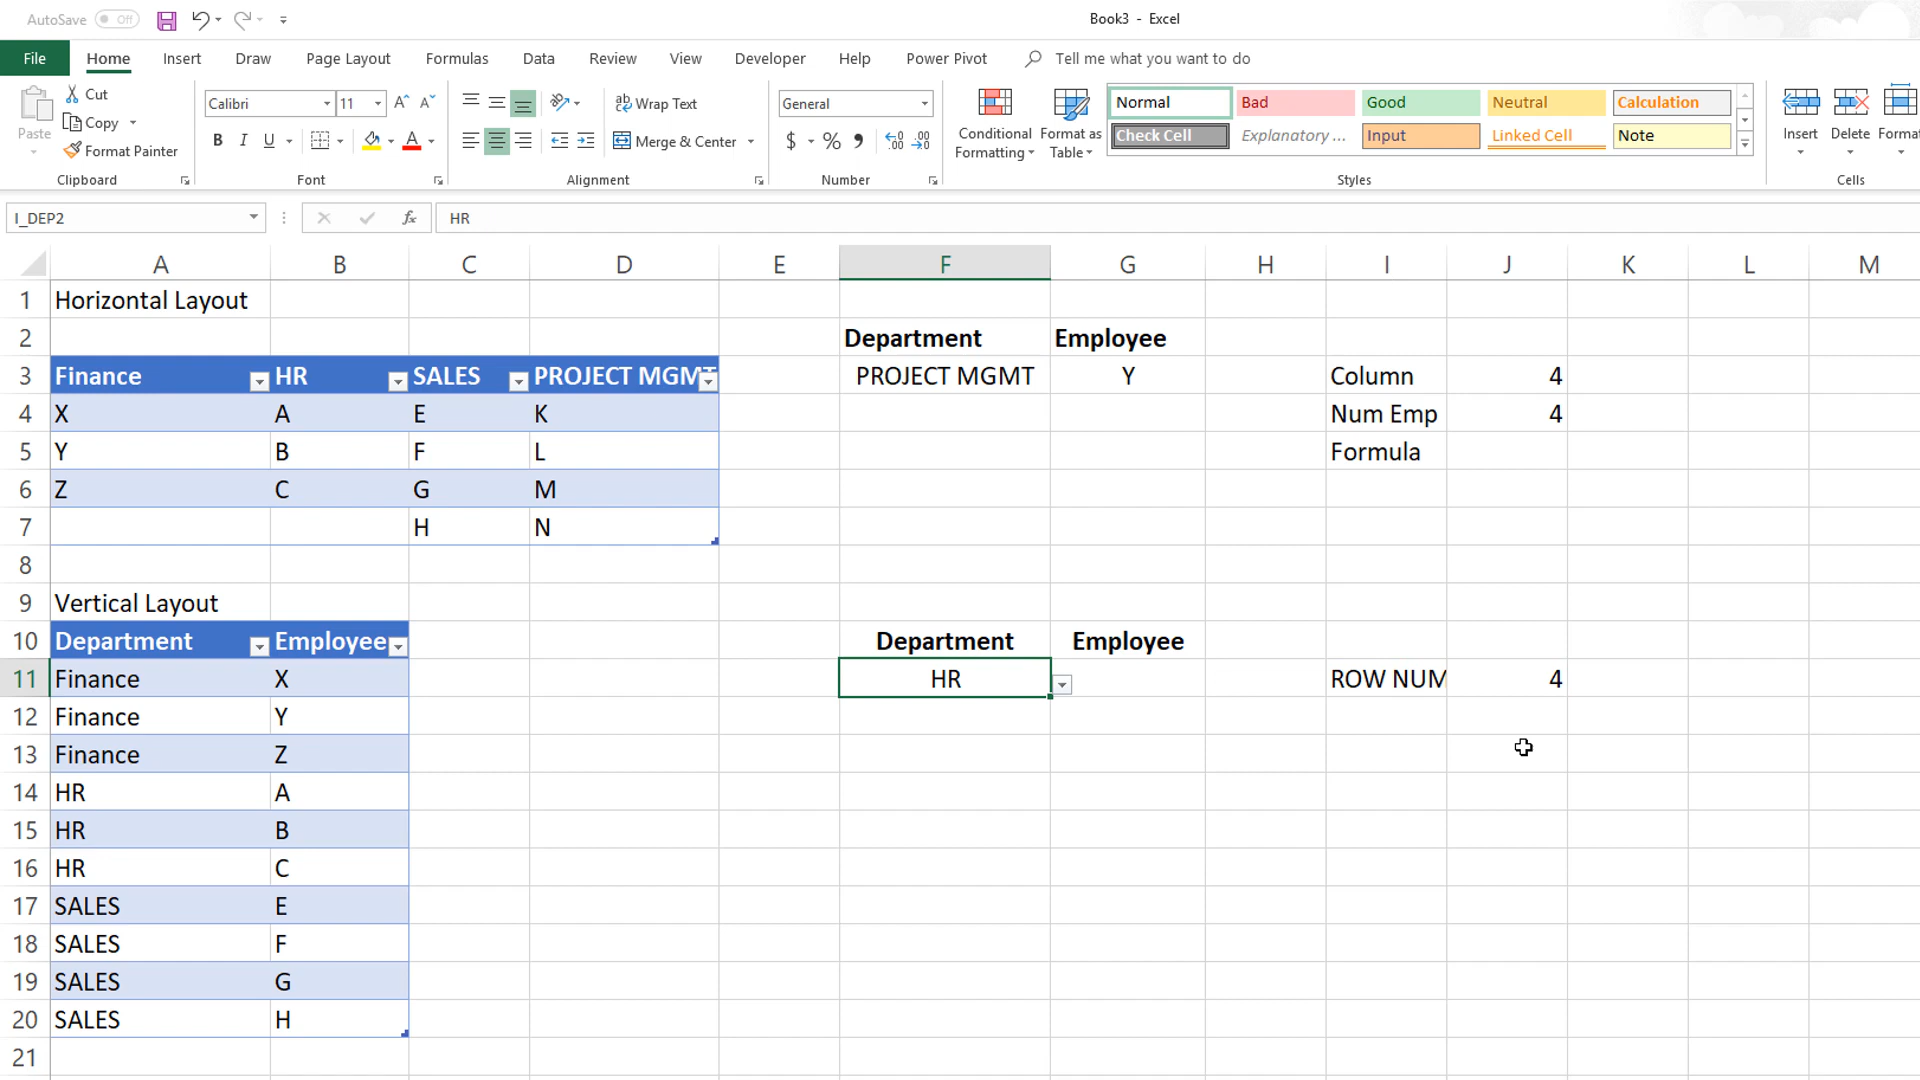 AutoSave Off
Book3 - Excel
File Home Insert Draw Page Layout Formulas Data Review View Developer Help Power Pivot Tell me what you want to do
Paste
Cut
Copy
Format Painter
Clipboard
Calibri 11
B I U
Font
Wrap Text
Merge & Center
Alignment
General
$ %
Number
Conditional Formatting
Format as Table
Normal Bad Good Neutral Calculation
Check Cell Explanatory ... Input Linked Cell Note
Styles
Insert Delete Forma
Cells
I_DEP2 fx HR
A B C D E F G H I J K L M
1 Horizontal Layout
2 Department Employee
3 Finance HR SALES PROJECT MGMT PROJECT MGMT Y Column 4
4 X A E K Num Emp 4
5 Y B F L Formula
6 Z C G M
7 H N
8
9 Vertical Layout
10 Department Employee Department Employee
11 Finance X HR ROW NUM 4
12 Finance Y
13 Finance Z
14 HR A
15 HR B
16 HR C
17 SALES E
18 SALES F
19 SALES G
20 SALES H
21